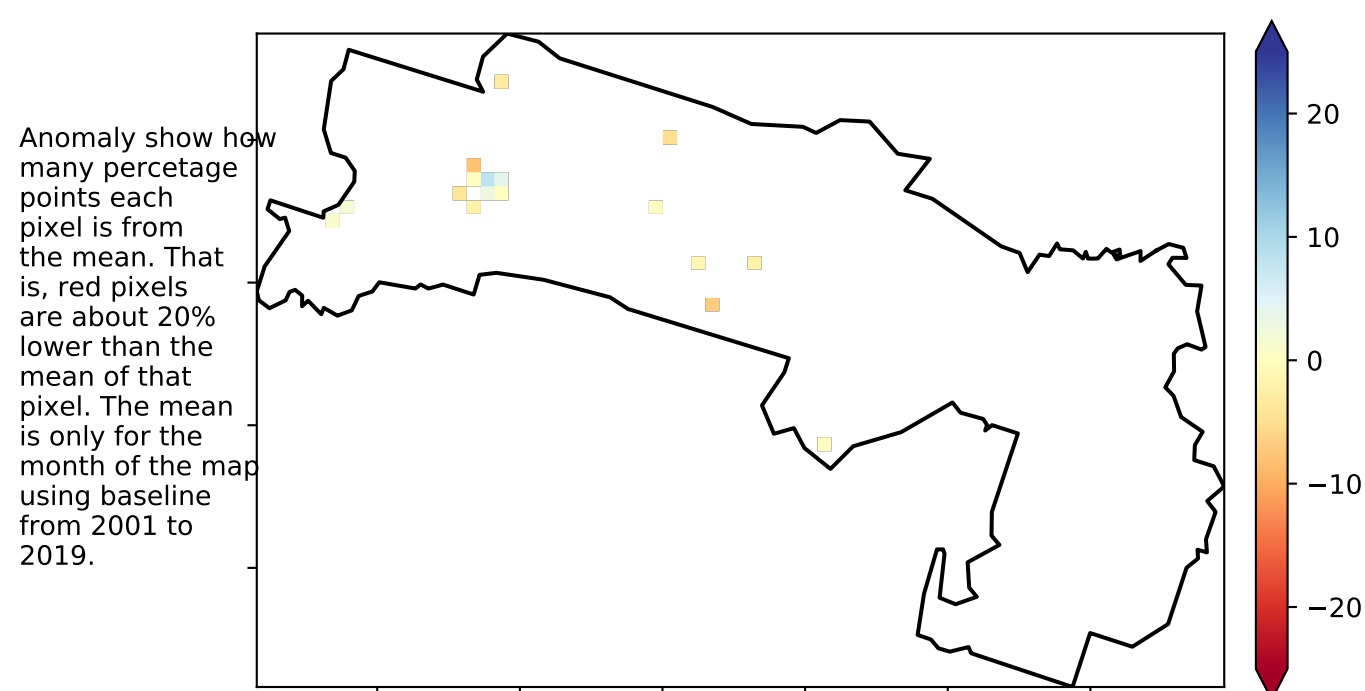 Anomaly show how
many percetage
points each
pixel is from
the mean. That
is, red pixels
are about 20%
lower than the
mean of that
pixel. The mean
is only for the
month of the map
using baseline
from 2001 to
2019.
20
10
0
−10
−20